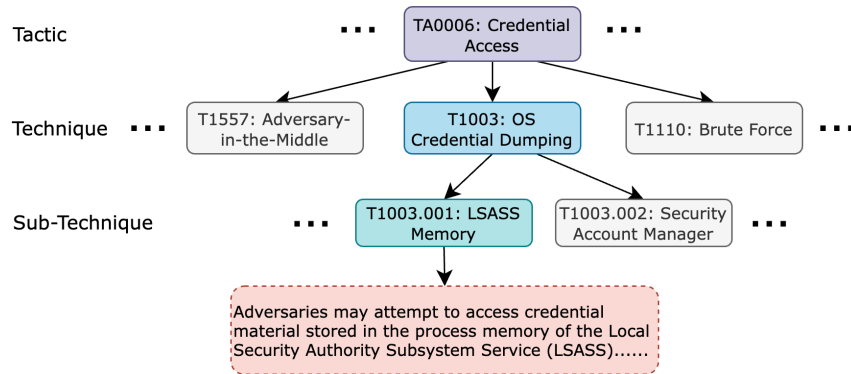 Tactic
...
TA0006: Credential
Access
...
Technique
...
T1557: Adversary-
in-the-Middle
T1003: OS
Credential Dumping
T1110: Brute Force
...
Sub-Technique
...
T1003.001: LSASS
Memory
T1003.002: Security
Account Manager
...
Adversaries may attempt to access credential
material stored in the process memory of the Local
Security Authority Subsystem Service (LSASS)......